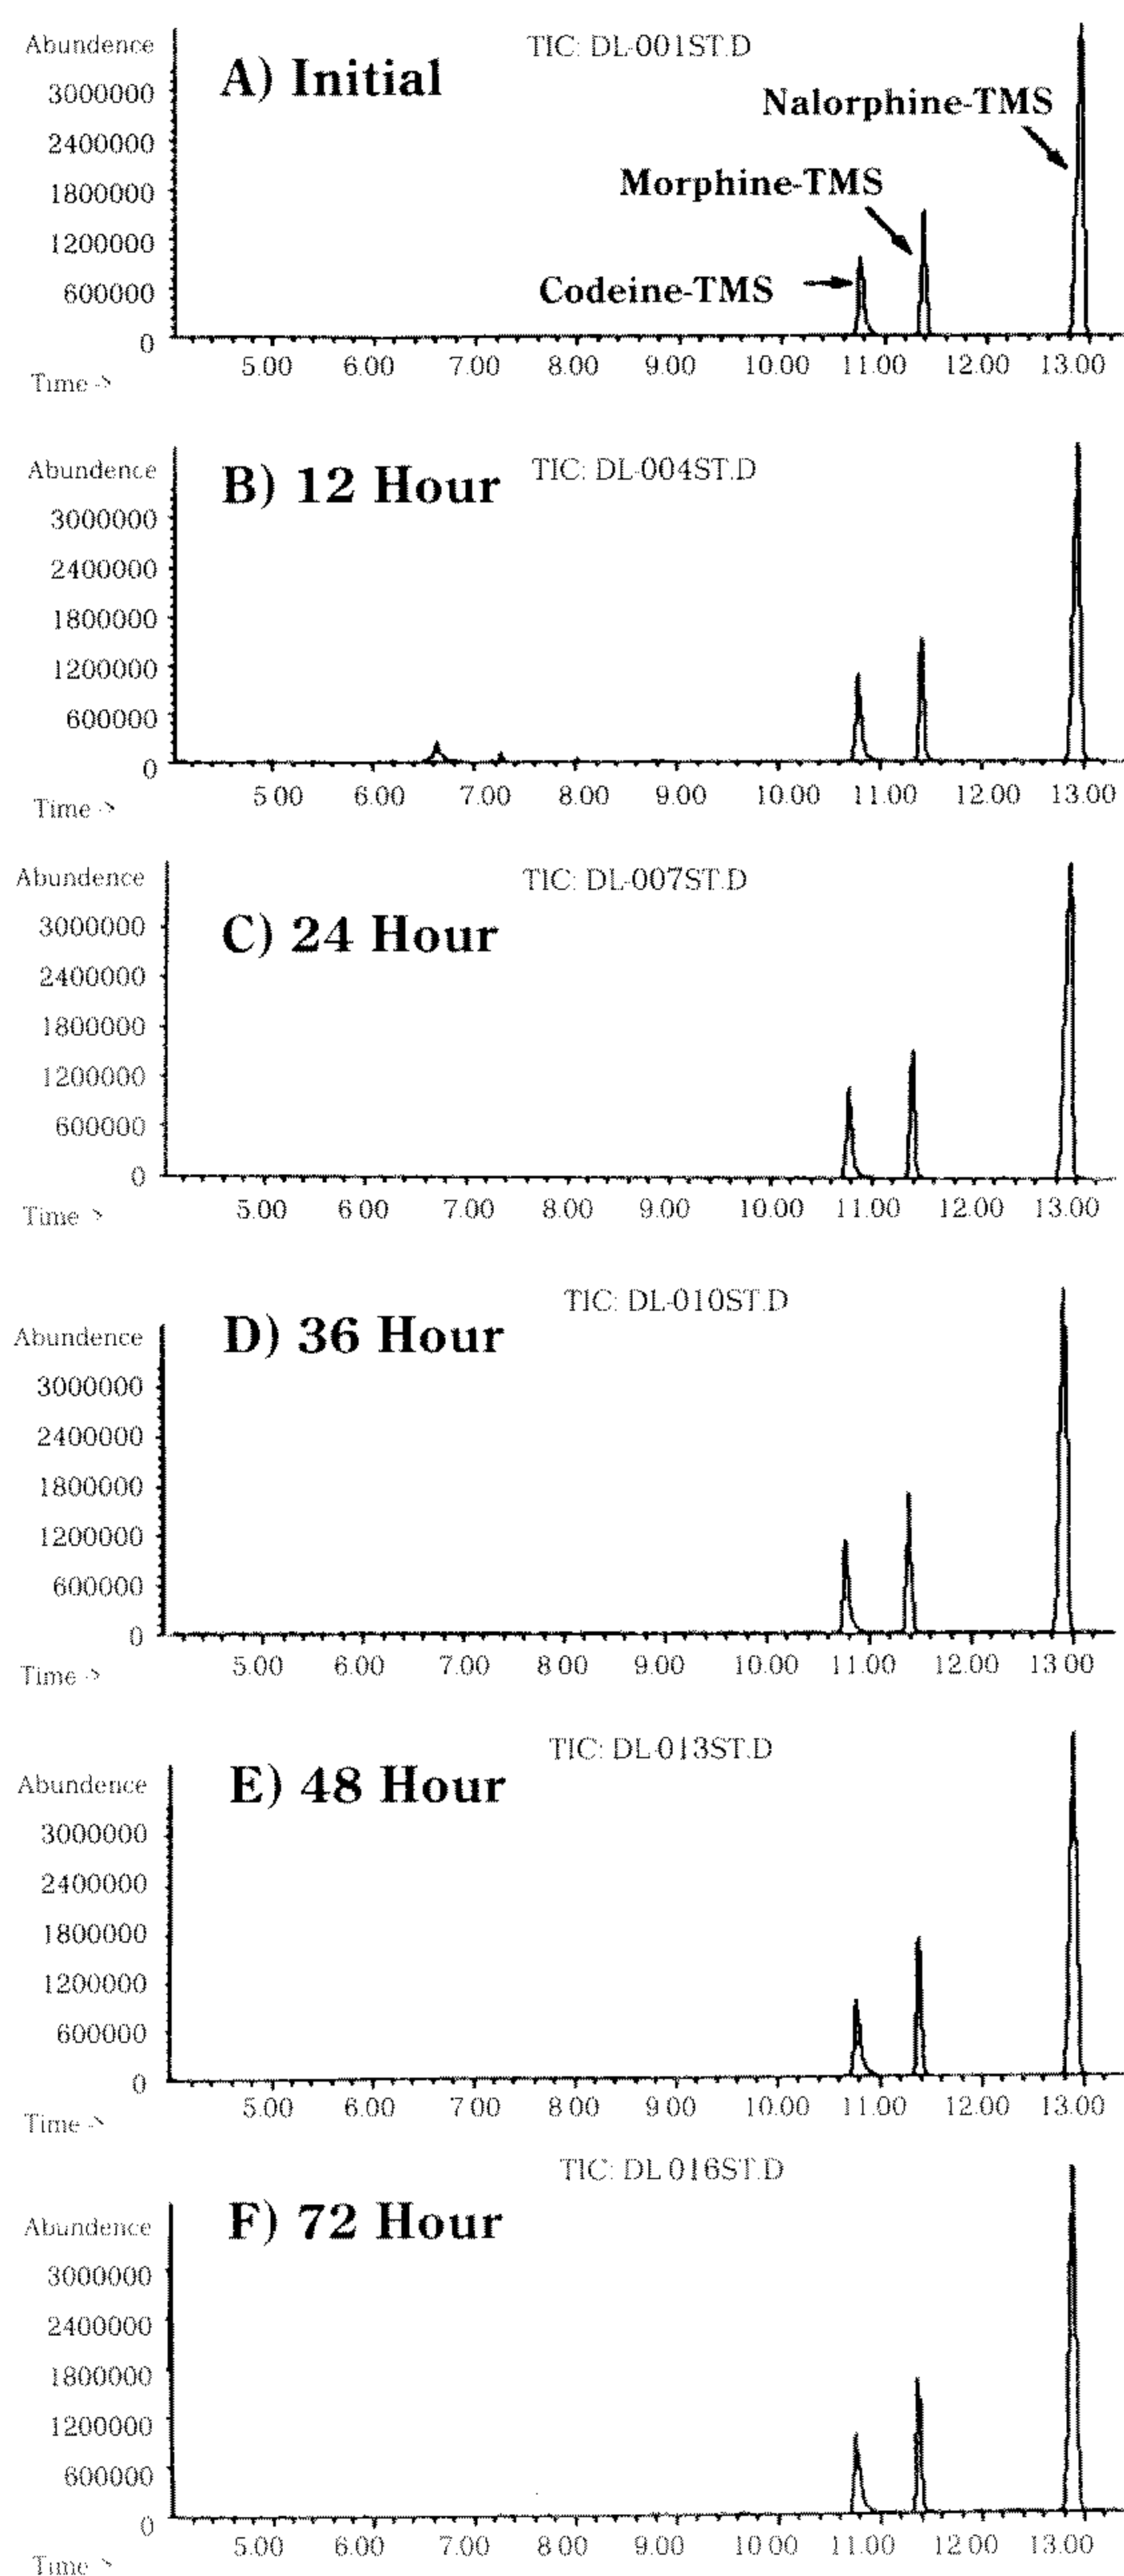 Abundence
TIC: DL-001ST.D
A) Initial
3000000
Nalorphine-TMS
2400000
Morphine-TMS
1800000
1200000
Codeine-TMS
600000
0
5.00 6.00 7.00 8.00 9.00 10.00 11.00 12.00 13.00
Time ->
Abundence
B) 12 Hour
TIC: DL-004ST.D
3000000
2400000
1800000
1200000
600000
0
5.00 6.00 7.00 8.00 9.00 10.00 11.00 12.00 13.00
Time ->
Abundence
TIC: DL-007ST.D
C) 24 Hour
3000000
2400000
1800000
1200000
600000
0
5.00 6.00 7.00 8.00 9.00 10.00 11.00 12.00 13.00
Time >
TIC: DL-010ST.D
D) 36 Hour
Abundence
3000000
2400000
1800000
1200000
600000
0
5.00 6.00 7.00 8 00 9.00 10.00 11.00 12.00 13 00
Time ->
TIC: DL-013ST.D
E) 48 Hour
Abundence
3000000
2400000
1800000
1200000
600000
0
5.00 6.00 7 00 8.00 9 00 10.00 11.00 12.00 13.00
Time ->
TIC: DL 016ST.D
F) 72 Hour
Abundence
3000000
2400000
1800000
1200000
600000
0
5.00 6.00 7.00 8 00 9.00 10 00 11.00 12.00 13.00
Time >